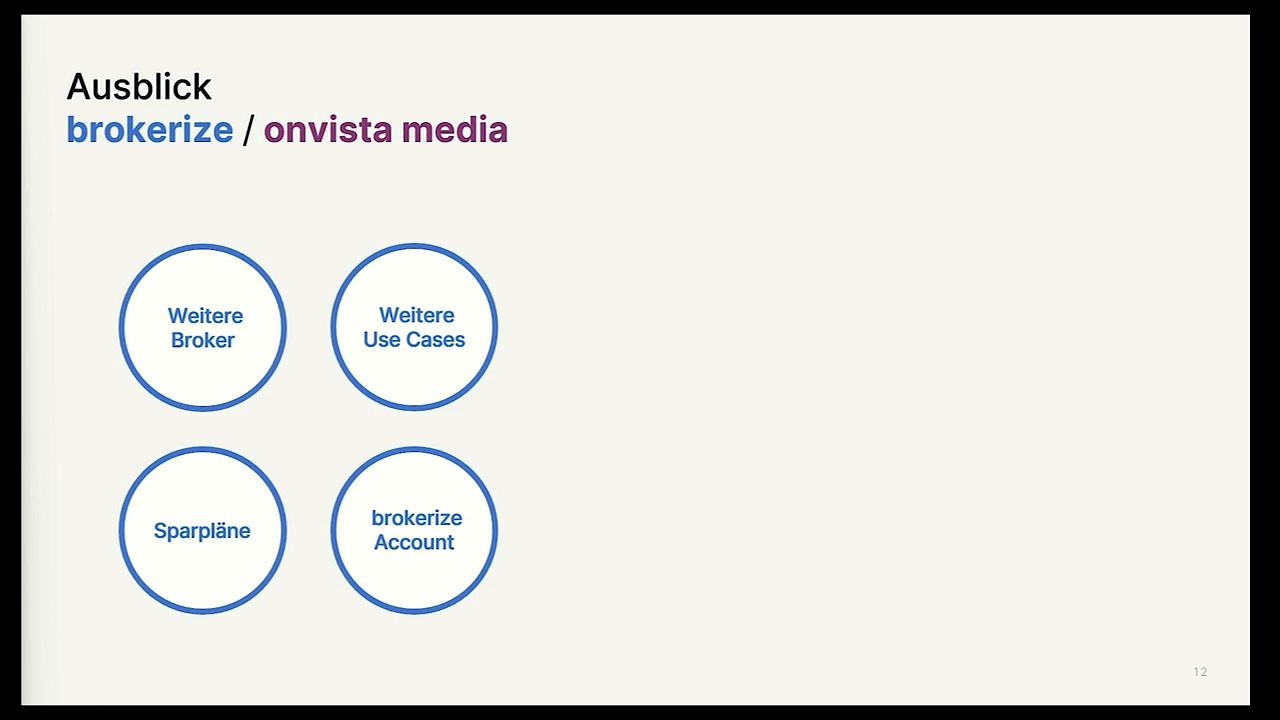 Ausblick
brokerize / onvista media
Weitere
Broker
Weitere
Use Cases
Sparpläne
brokerize
Account
12